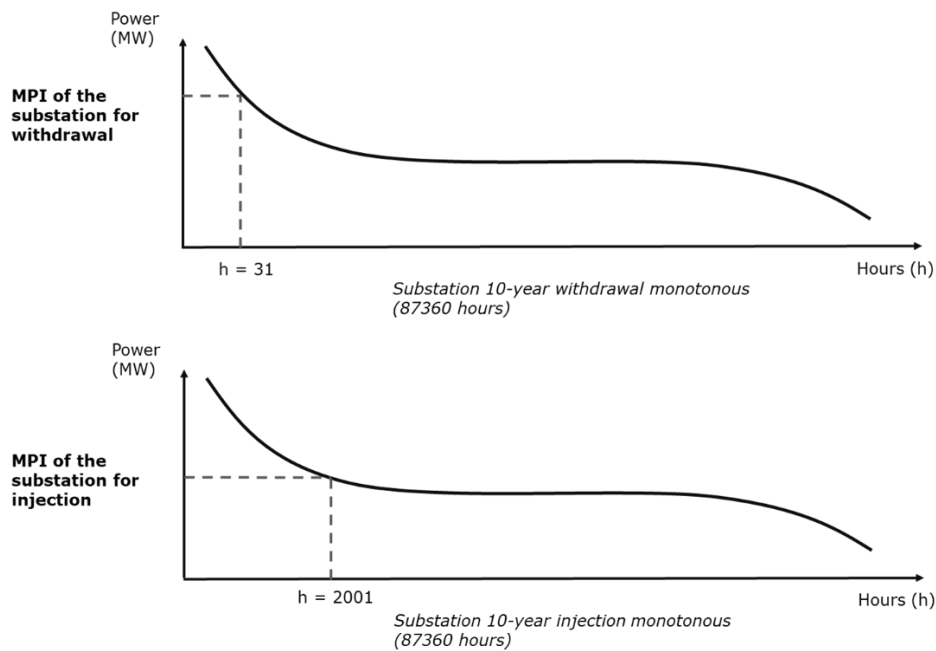 Power
(MW)
MPI of the
substation for
withdrawal
h = 31
Hours (h)
Substation 10-year withdrawal monotonous
(87360 hours)
Power
(MW)
MPI of the
substation for
injection
h = 2001
Hours (h)
Substation 10-year injection monotonous
(87360 hours)